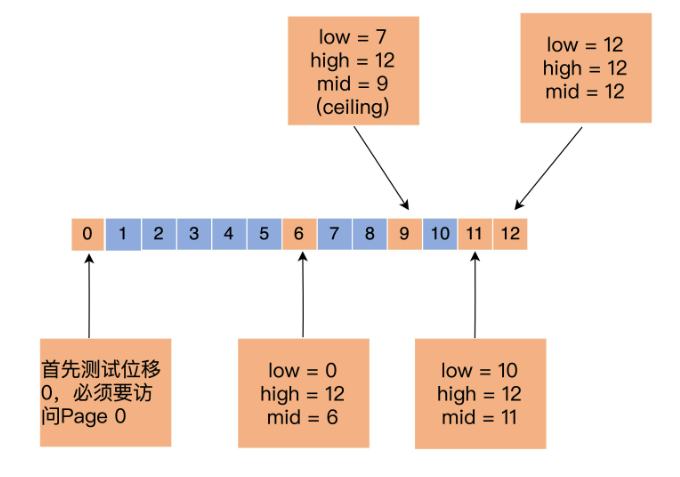 low = 7
high = 12
mid = 9
(ceiling)
low = 12
high = 12
mid = 12
0 1 2 3 4 5 6 7 8 9 10 11 12
首先测试位移
0，必须要访
问Page 0
low = 0
high = 12
mid = 6
low = 10
high = 12
mid = 11